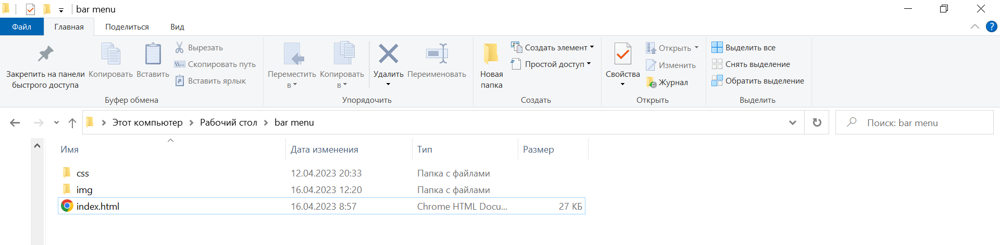 bar menu
Файл Главная Поделиться Вид
Закрепить на панели
быстрого доступа
Копировать
Вставить
Вырезать
Скопировать путь
Вставить ярлык
Буфер обмена
Переместить
в
Копировать
в
Удалить
Переименовать
Упорядочить
Новая
папка
Создать элемент
Простой доступ
Создать
Свойства
Открыть
Изменить
Журнал
Открыть
Выделить все
Снять выделение
Обратить выделение
Выделить
Этот компьютер Рабочий стол bar menu
Поиск: bar menu
Имя Дата изменения Тип Размер
css 12.04.2023 20:33 Папка с файлами
img 16.04.2023 12:20 Папка с файлами
index.html 16.04.2023 8:57 Chrome HTML Docu... 27 КБ